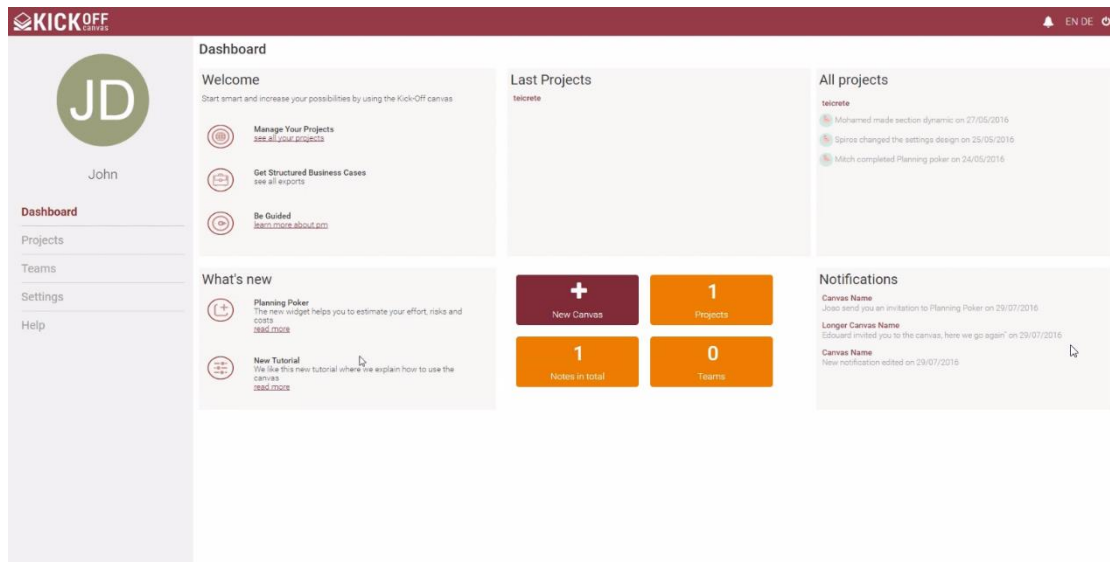 KICKOFF
canvas
EN DE
JD
John
Dashboard
Projects
Teams
Settings
Help
Dashboard
Welcome
Start smart and increase your possibilities by using the Kick-Off canvas
Manage Your Projects
see all your projects
Get Structured Business Cases
see all exports
Be Guided
learn more about pm
Last Projects
teicrete
All projects
teicrete
Mohamed made section dynamic on 27/05/2016
Spiros changed the settings design on 25/05/2016
Mitch completed Planning poker on 24/05/2016
What's new
Planning Poker
The new widget helps you to estimate your effort, risks and
costs
read more
New Tutorial
We like this new tutorial where we explain how to use the
canvas
read more
New Canvas
1
Projects
1
Notes in total
0
Teams
Notifications
Canvas Name
Joao send you an invitation to Planning Poker on 29/07/2016
Longer Canvas Name
Edouard invited you to the canvas, here we go again" on 29/07/2016
Canvas Name
New notification edited on 29/07/2016